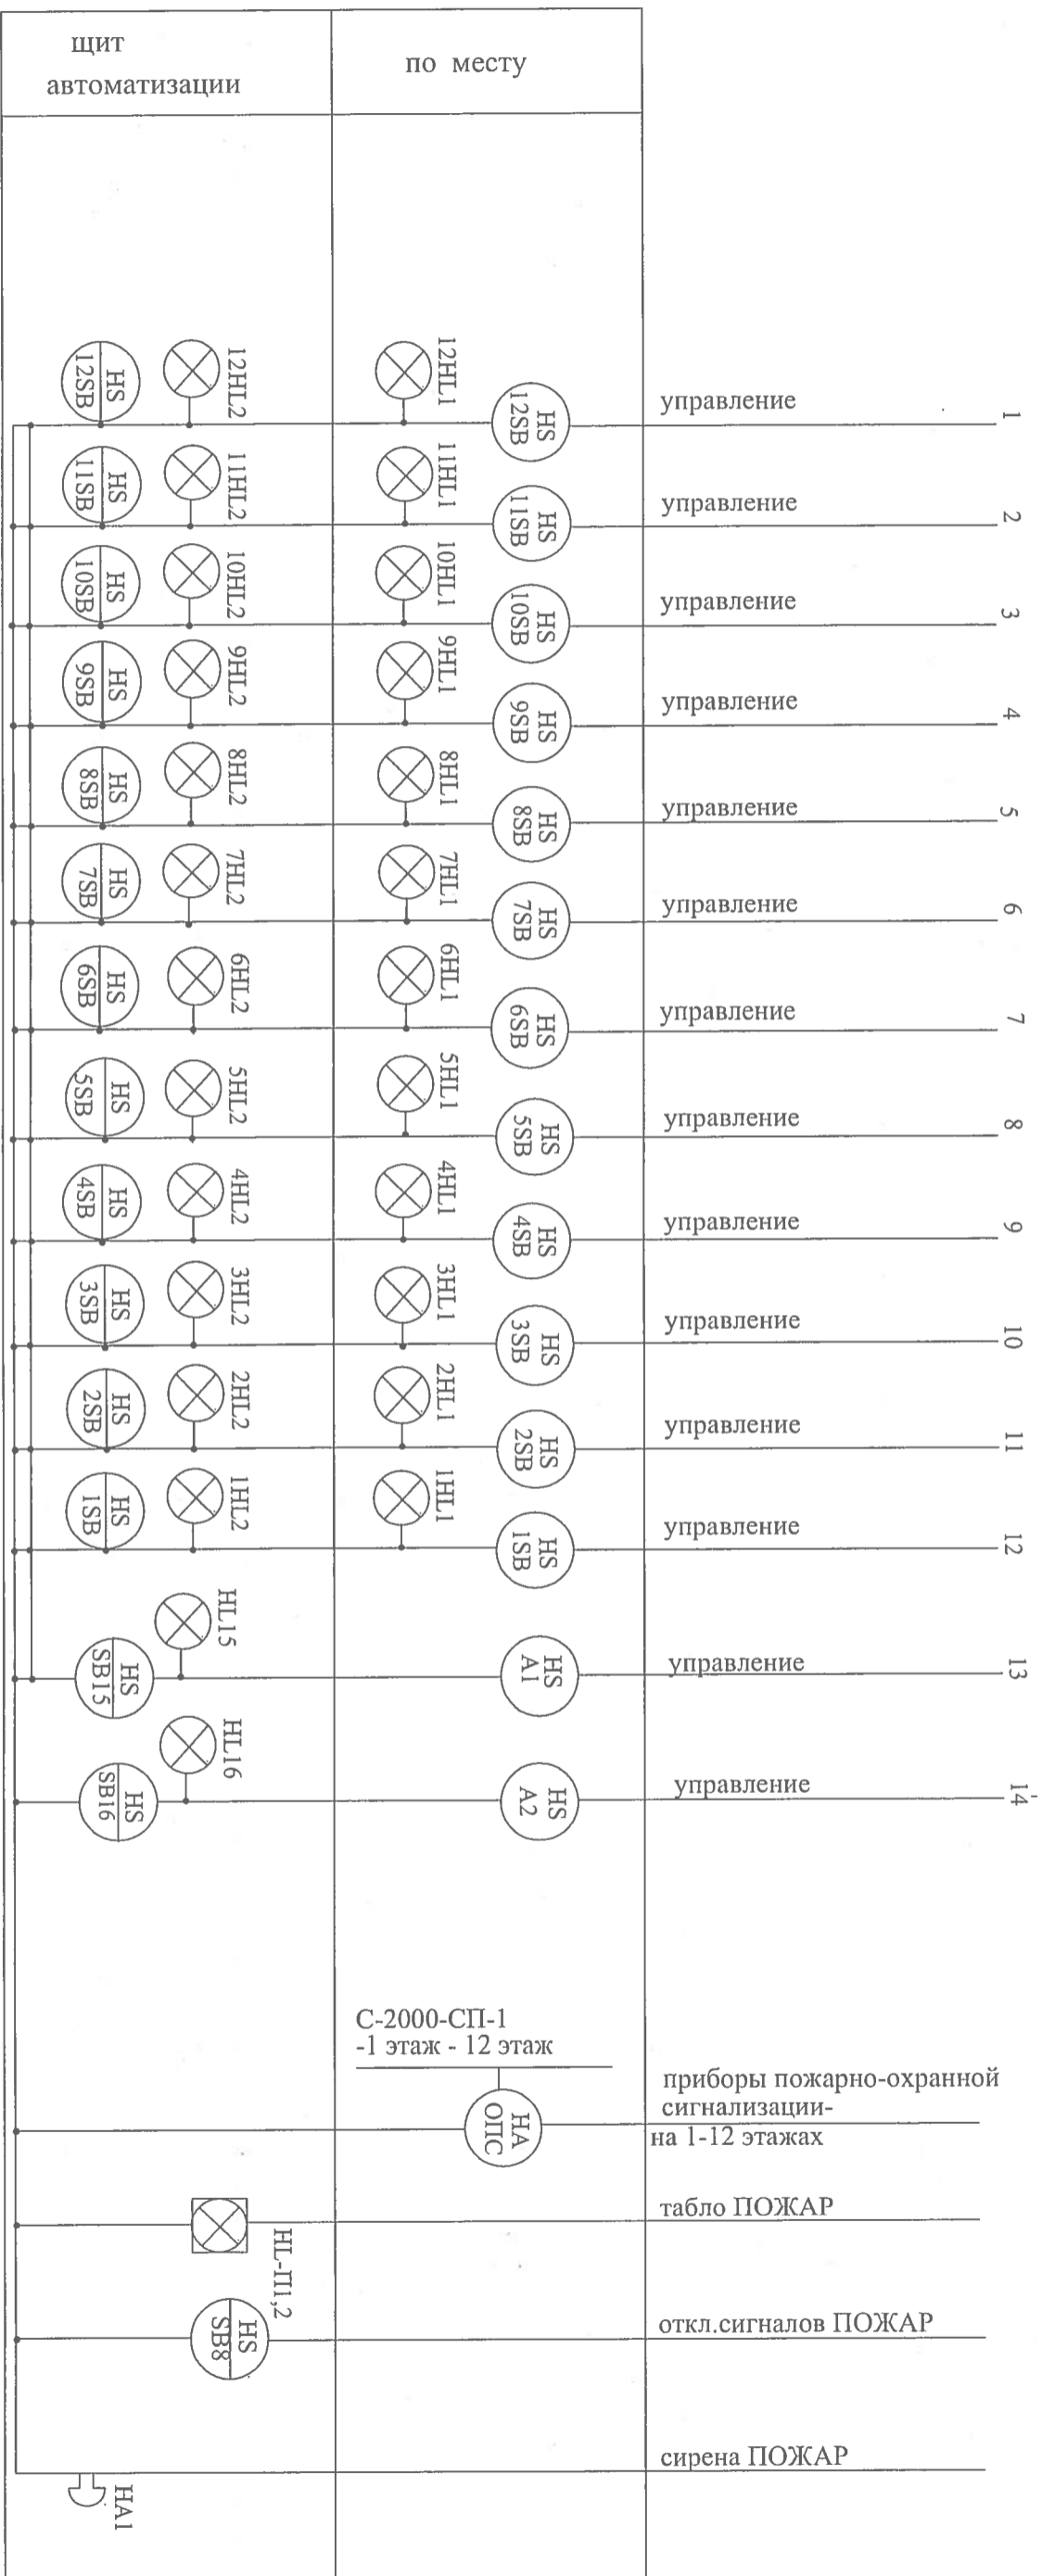 щит
автоматизации
по место
12HL2
12HL1
HS
12SB
HS
12SB
управление
1
11HL2
11HL1
HS
11SB
HS
11SB
управление
2
10HL2
10HL1
HS
10SB
HS
10SB
управление
3
9HL2
9HL1
HS
9SB
HS
9SB
управление
4
8HL2
8HL1
HS
8SB
HS
8SB
управление
5
7HL2
7HL1
HS
7SB
HS
7SB
управление
6
6HL2
6HL1
HS
6SB
HS
6SB
управление
7
5HL2
5HL1
HS
5SB
HS
5SB
управление
8
4HL2
4HL1
HS
4SB
HS
4SB
управление
9
3HL2
3HL1
HS
3SB
HS
3SB
управление
10
2HL2
2HL1
HS
2SB
HS
2SB
управление
11
1HL2
1HL1
HS
1SB
HS
1SB
управление
12
HL15
HS
SB15
HS
A1
управление
13
HL16
HS
SB16
HS
A2
управление
14
С-2000-СП-1
-1 этаж - 12 этаж
НА
ОПС
приборы пожарно-охранной
сигнализации-
на 1-12 этажах
табло ПОЖАР
HL-П1,2
HS
SB8
откл.сигналов ПОЖАР
сирена ПОЖАР
НА1